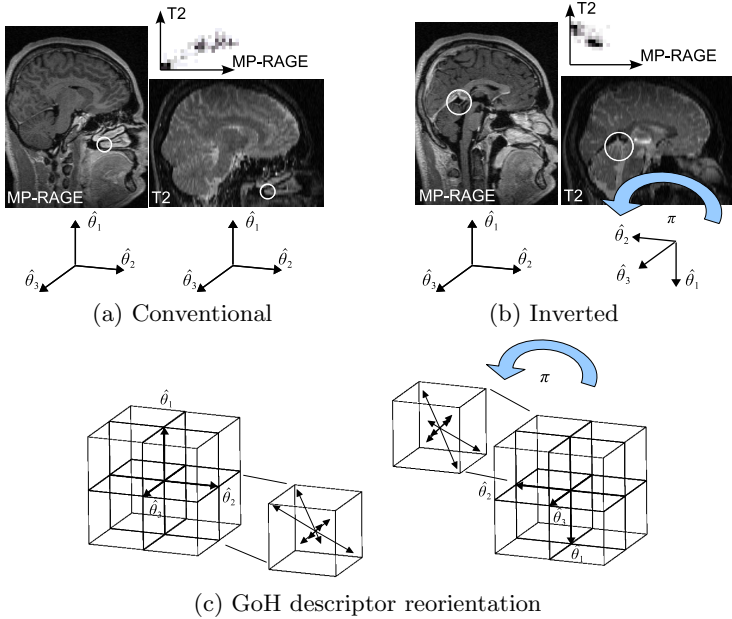 T2
MP-RAGE
MP-RAGE
T2
θ̂₁
θ̂₂
θ̂₃
θ̂₁
θ̂₂
θ̂₃
(a) Conventional
T2
MP-RAGE
MP-RAGE
T2
π
θ̂₁
θ̂₂
θ̂₃
θ̂₂
θ̂₃
θ̂₁
(b) Inverted
θ̂₁
θ̂₂
θ̂₃
π
θ̂₂
θ̂₃
θ̂₁
(c) GoH descriptor reorientation